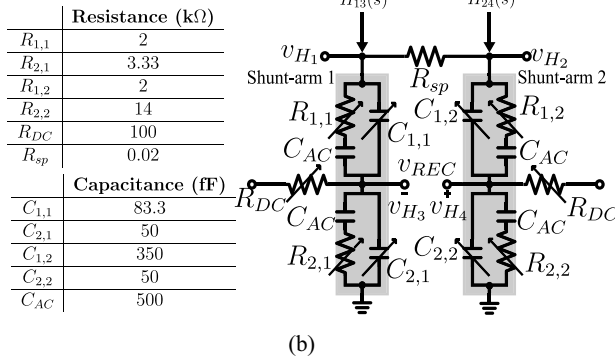 Resistance (kΩ)
R1,1 2
R2,1 3.33
R1,2 2
R2,2 14
RDC 100
Rsp 0.02
Capacitance (fF)
C1,1 83.3
C2,1 50
C1,2 350
C2,2 50
CAC 500
H13(s) H24(s)
vH1 Rsp vH2
Shunt-arm 1 Shunt-arm 2
R1,1 C1,1 C1,2 R1,2
CAC CAC
vREC
RDC vH3 vH4 RDC
CAC CAC
R2,1 C2,1 C2,2 R2,2
(b)